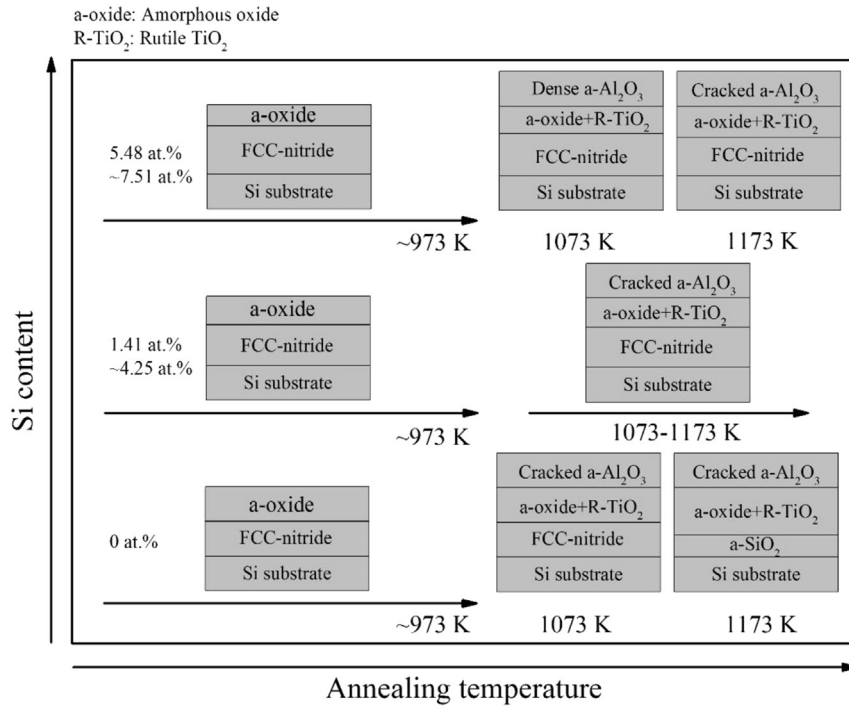 a-oxide: Amorphous oxide
R-TiO₂: Rutile TiO₂
Si content
5.48 at.%
~7.51 at.%
a-oxide
FCC-nitride
Si substrate
~973 K
Dense a-Al₂O₃
a-oxide+R-TiO₂
FCC-nitride
Si substrate
1073 K
Cracked a-Al₂O₃
a-oxide+R-TiO₂
FCC-nitride
Si substrate
1173 K
1.41 at.%
~4.25 at.%
a-oxide
FCC-nitride
Si substrate
~973 K
Cracked a-Al₂O₃
a-oxide+R-TiO₂
FCC-nitride
Si substrate
1073-1173 K
0 at.%
a-oxide
FCC-nitride
Si substrate
~973 K
Cracked a-Al₂O₃
a-oxide+R-TiO₂
FCC-nitride
Si substrate
1073 K
Cracked a-Al₂O₃
a-oxide+R-TiO₂
a-SiO₂
Si substrate
1173 K
Annealing temperature